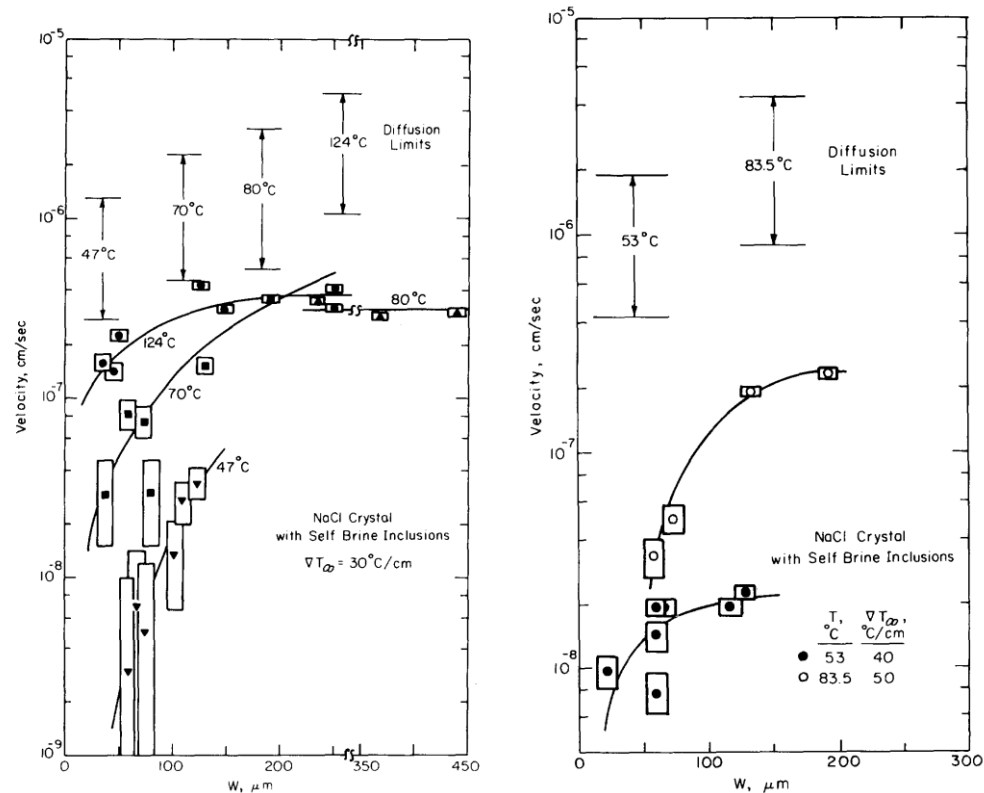 10⁻⁵
10⁻⁶
10⁻⁷
10⁻⁸
10⁻⁹
Velocity, cm/sec
0
50
100
150
200
250
350
450
W, μm
47°C
70°C
80°C
124°C
Diffusion
Limits
124°C
70°C
47°C
80°C
NaCl Crystal
with Self Brine Inclusions
∇T∞ = 30°C/cm
10⁻⁵
10⁻⁶
10⁻⁷
10⁻⁸
Velocity, cm/sec
0
100
200
300
W, μm
53°C
83.5°C
Diffusion
Limits
NaCl Crystal
with Self Brine Inclusions
T, ∇T∞,
°C °C/cm
● 53 40
○ 83.5 50